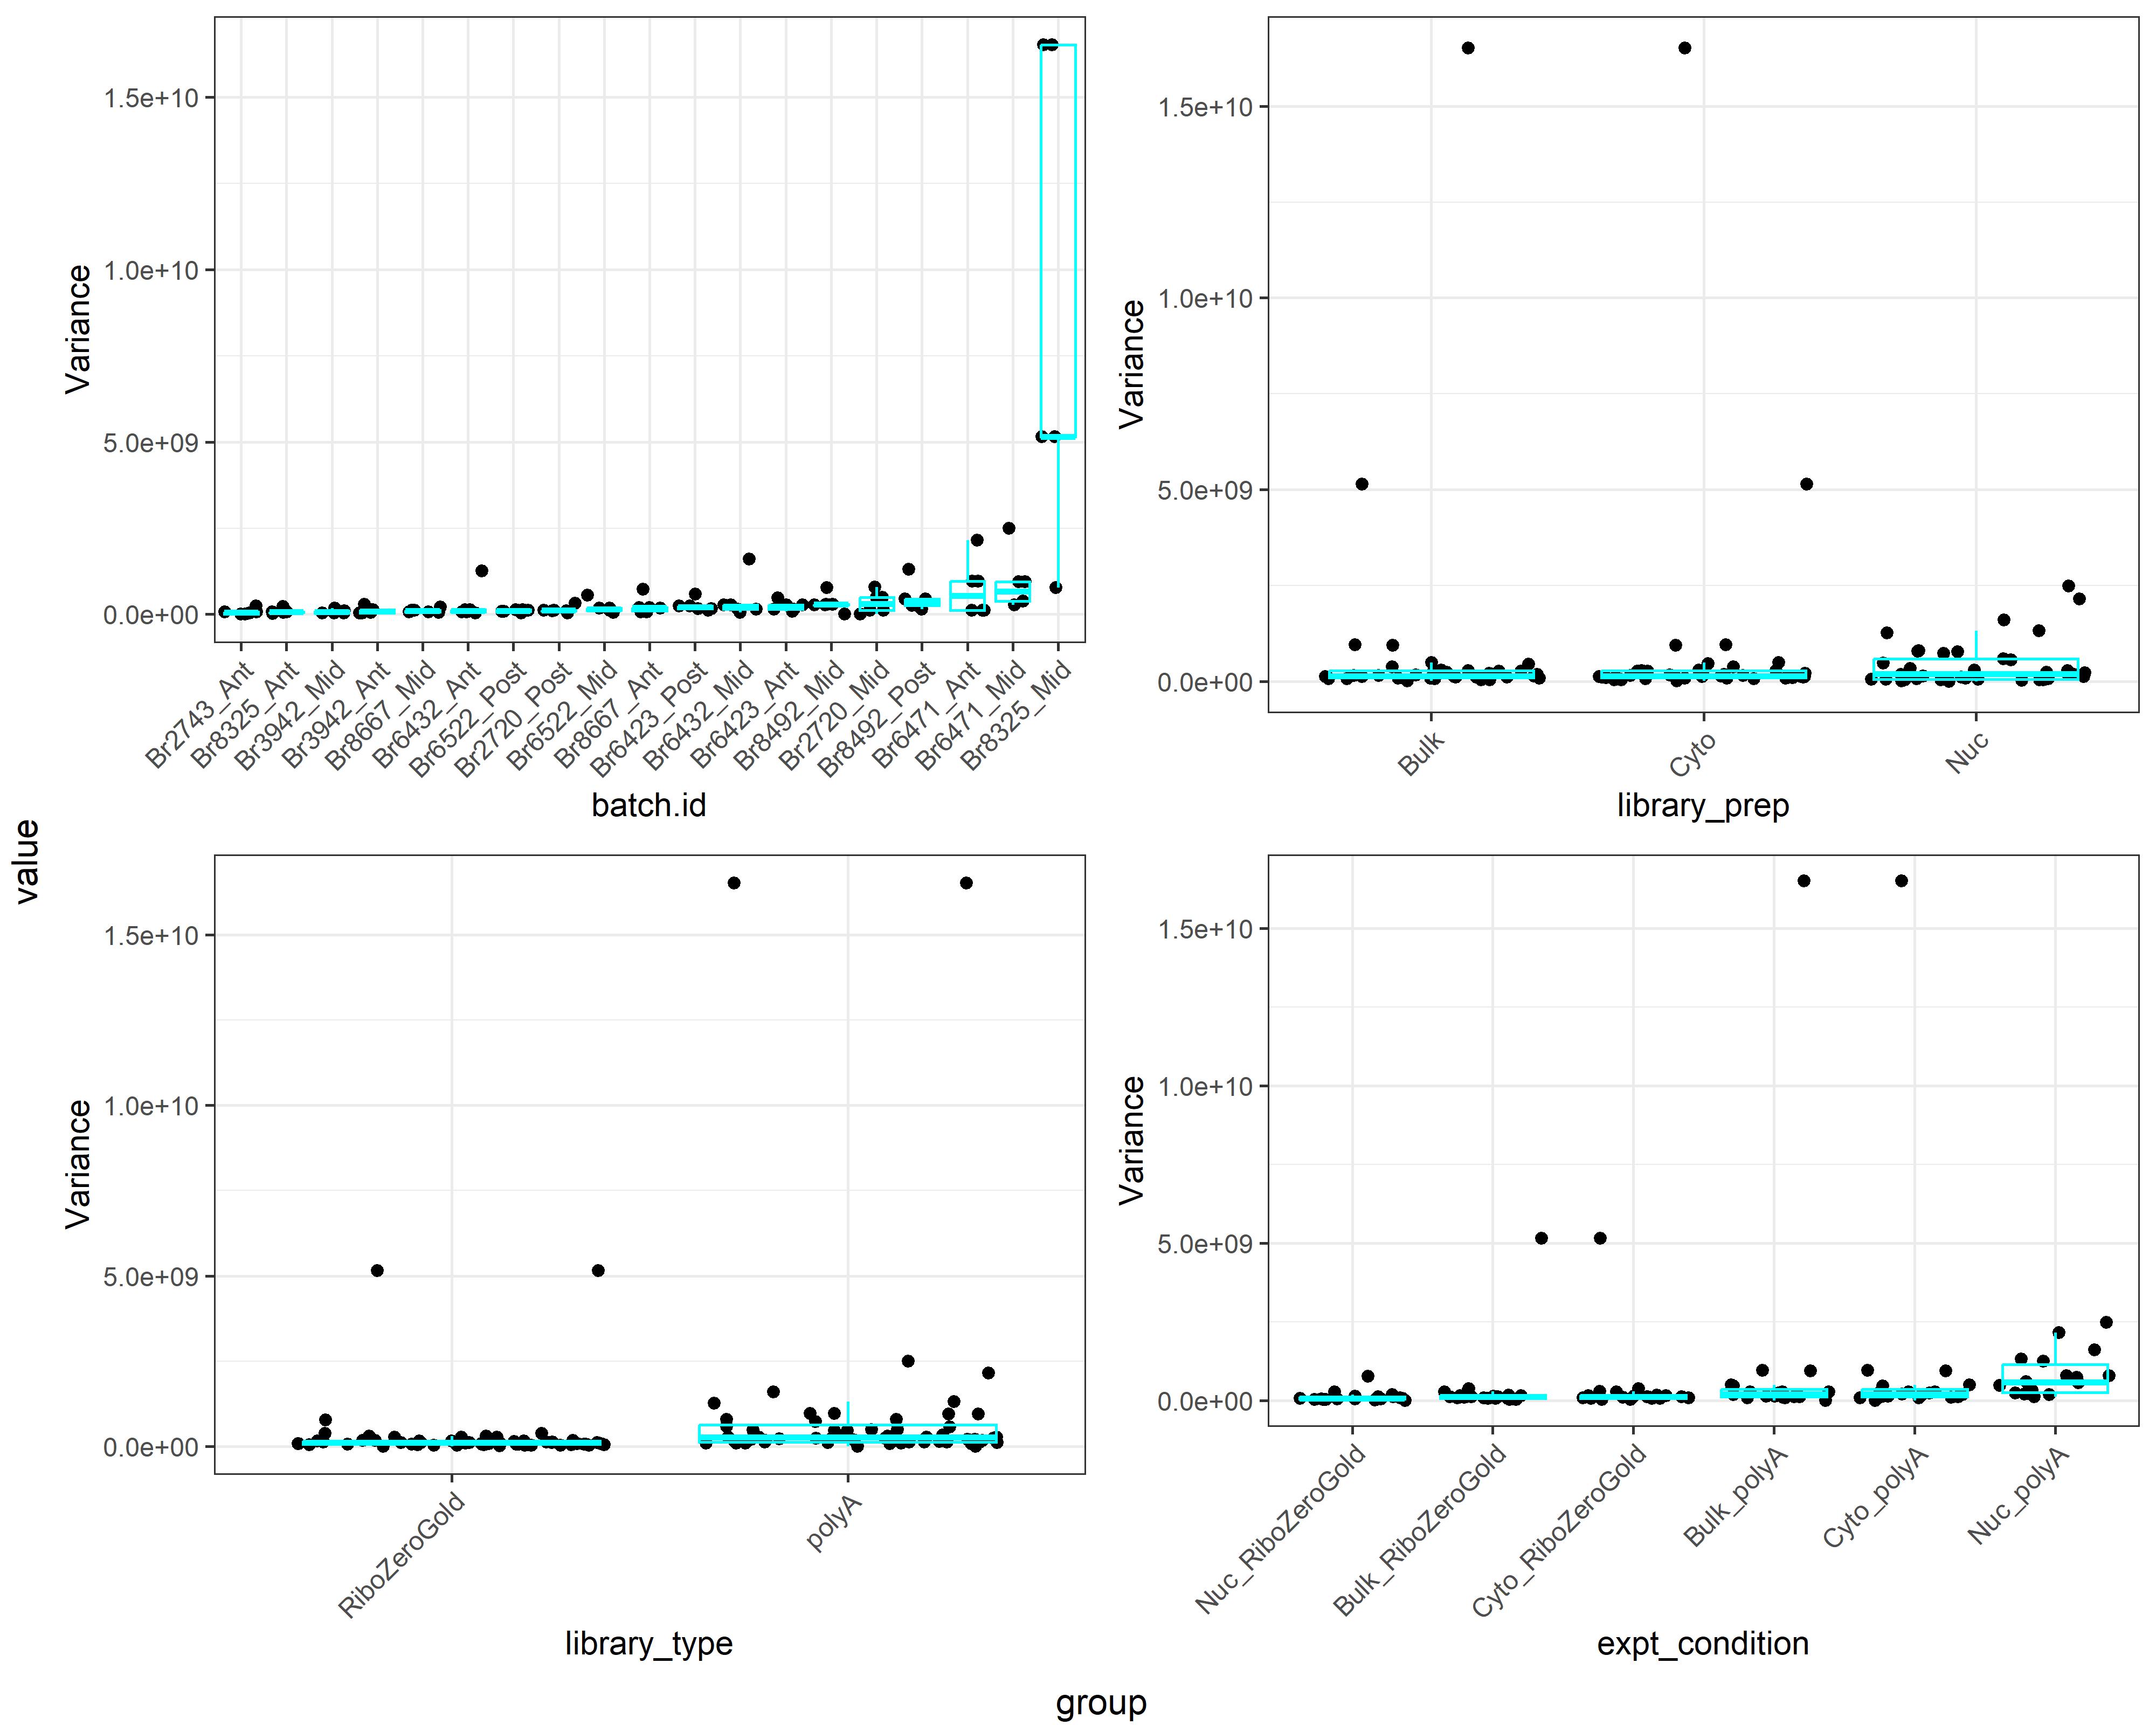 value
Variance
1.5e+10
1.0e+10
5.0e+09
0.0e+00
Br2743_Ant
Br8325_Ant
Br3942_Mid
Br3942_Ant
Br8667_Mid
Br6432_Ant
Br6522_Post
Br2720_Post
Br6522_Mid
Br8667_Ant
Br6423_Post
Br6432_Mid
Br6423_Ant
Br8492_Mid
Br2720_Mid
Br8492_Post
Br6471_Ant
Br6471_Mid
Br8325_Mid
batch.id
Variance
1.5e+10
1.0e+10
5.0e+09
0.0e+00
Bulk
Cyto
Nuc
library_prep
Variance
1.5e+10
1.0e+10
5.0e+09
0.0e+00
RiboZeroGold
polyA
library_type
Variance
1.5e+10
1.0e+10
5.0e+09
0.0e+00
Nuc_RiboZeroGold
Bulk_RiboZeroGold
Cyto_RiboZeroGold
Bulk_polyA
Cyto_polyA
Nuc_polyA
expt_condition
group